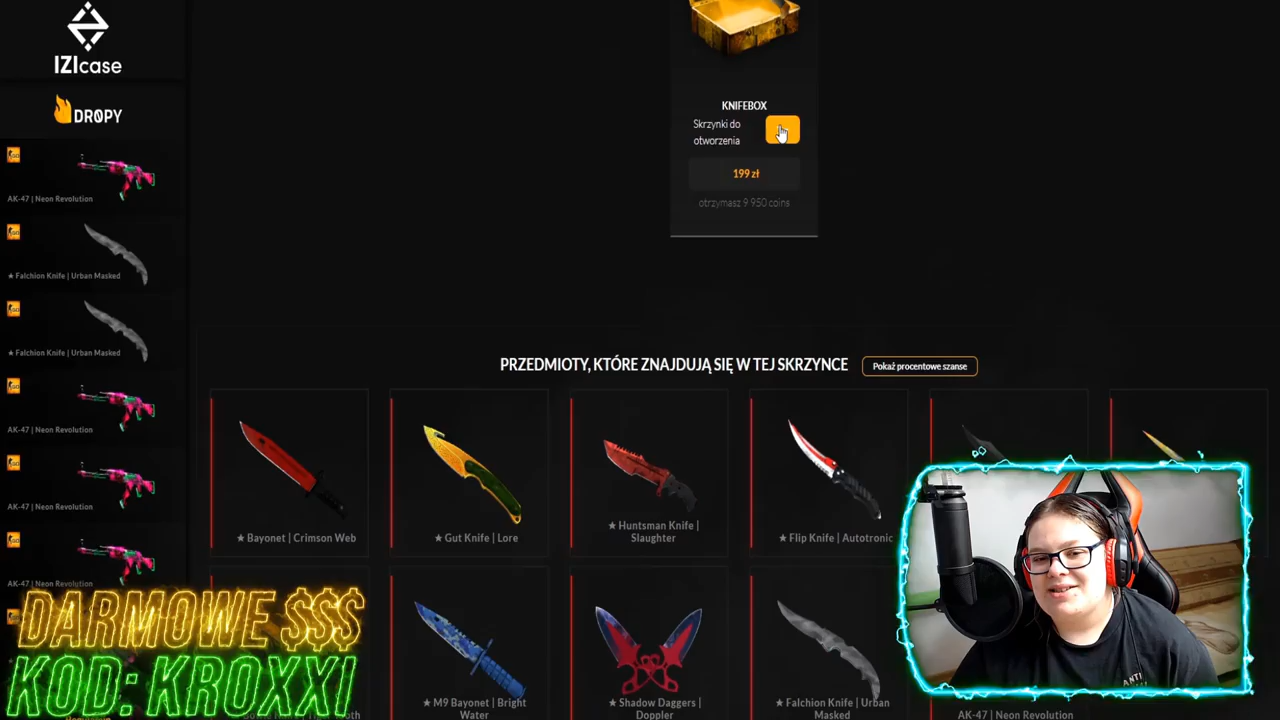 IZIcase
DROPY
AK-47 | Neon Revolution
★ Falchion Knife | Urban Masked
★ Falchion Knife | Urban Masked
AK-47 | Neon Revolution
AK-47 | Neon Revolution
AK-47 | Neon Revolution
DARMOWE $$$
KOD: KROXXI
KNIFEBOX
Skrzynki do
otworzenia
199 zł
otrzymasz 9 950 coins
PRZEDMIOTY, KTÓRE ZNAJDUJĄ SIĘ W TEJ SKRZYNCE
Pokaż procentowe szanse
★ Bayonet | Crimson Web
★ Gut Knife | Lore
★ Huntsman Knife |
Slaughter
★ Flip Knife | Autotronic
★ M9 Bayonet | Bright
Water
★ Shadow Daggers |
Doppler
★ Falchion Knife | Urban
Masked
AK-47 | Neon Revolution
ANTI